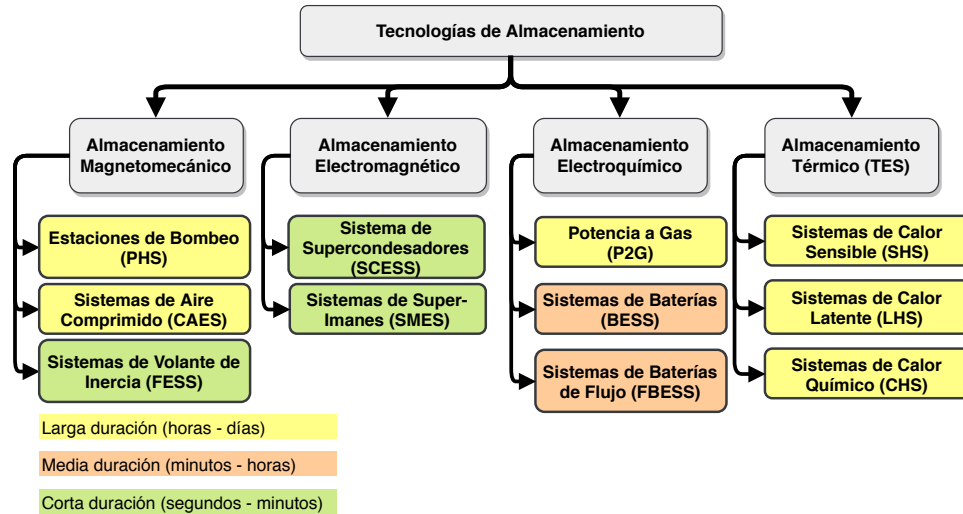 Tecnologías de Almacenamiento
Almacenamiento
Magnetomecánico
Almacenamiento
Electromagnético
Almacenamiento
Electroquímico
Almacenamiento
Térmico (TES)
Estaciones de Bombeo
(PHS)
Sistemas de Aire
Comprimido (CAES)
Sistemas de Volante de
Inercia (FESS)
Sistema de
Supercondesadores
(SCESS)
Sistemas de Super-
Imanes (SMES)
Potencia a Gas
(P2G)
Sistemas de Baterías
(BESS)
Sistemas de Baterías
de Flujo (FBESS)
Sistemas de Calor
Sensible (SHS)
Sistemas de Calor
Latente (LHS)
Sistemas de Calor
Químico (CHS)
Larga duración (horas - días)
Media duración (minutos - horas)
Corta duración (segundos - minutos)